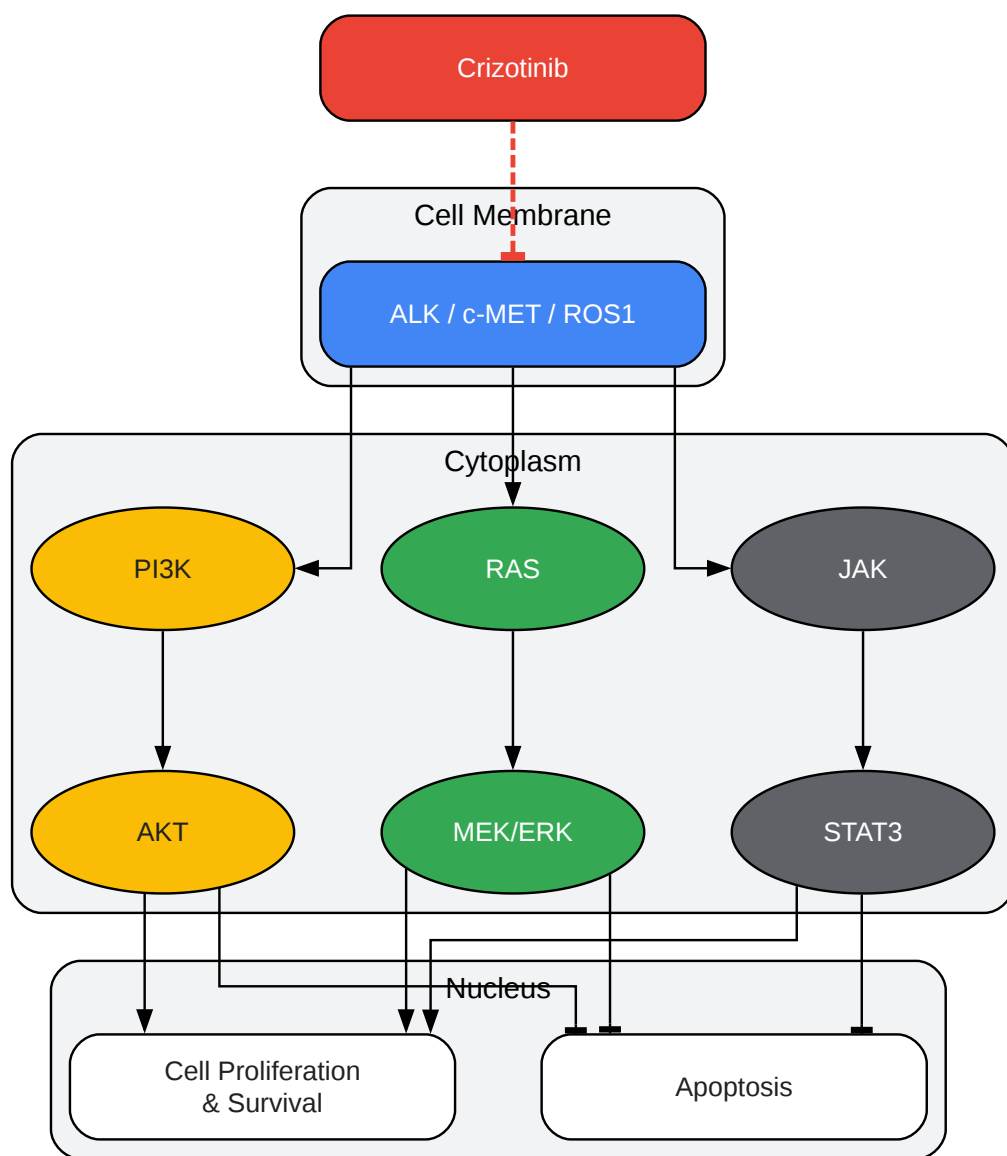 Crizotinib
Cell Membrane
ALK / c-MET / ROS1
Cytoplasm
PI3K
RAS
JAK
AKT
MEK/ERK
STAT3
Nucleus
Cell Proliferation
& Survival
Apoptosis